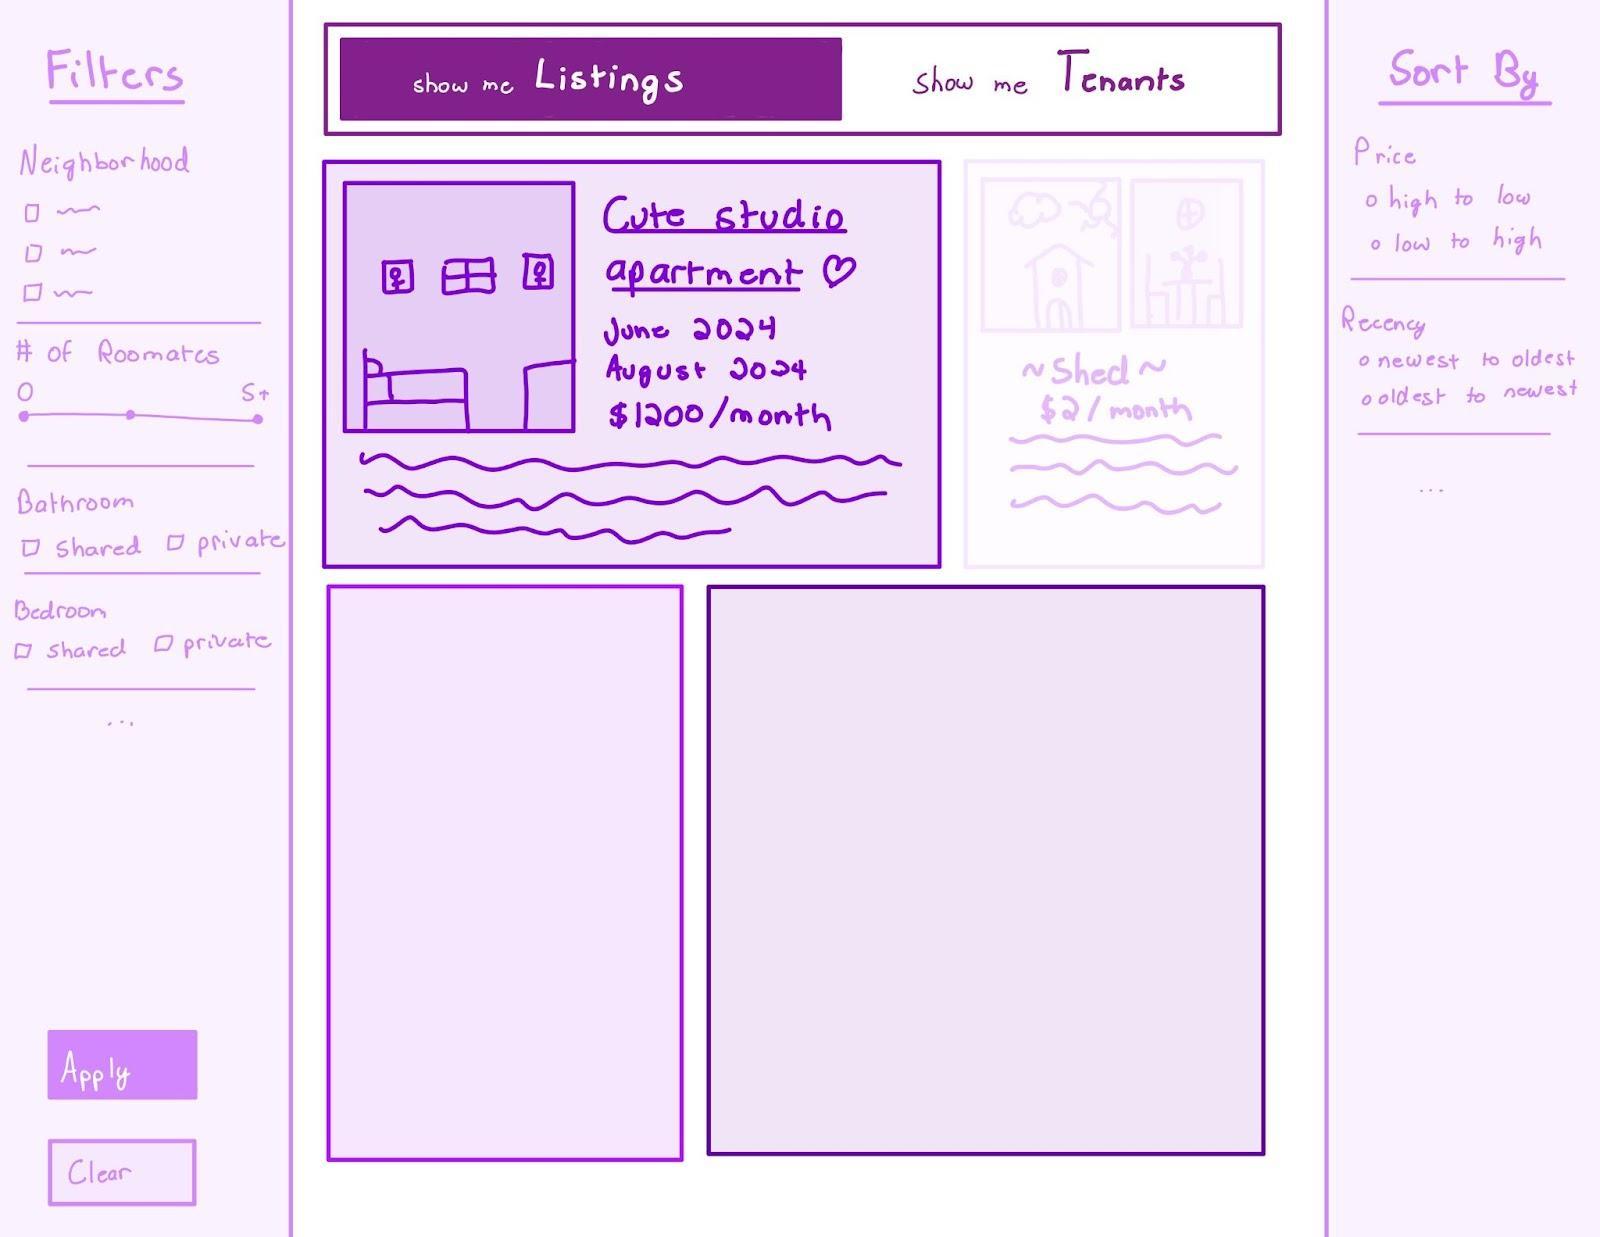 Filters
Neighborhood
# of Roomates
0 5+
Bathroom
shared private
Bedroom
shared private
...
Apply
Clear
show me Listings
show me Tenants
Cute studio
apartment ♡
June 2024
August 2024
$1200/month
~Shed~
$2/month
Sort By
Price
high to low
low to high
Recency
newest to oldest
oldest to newest
...